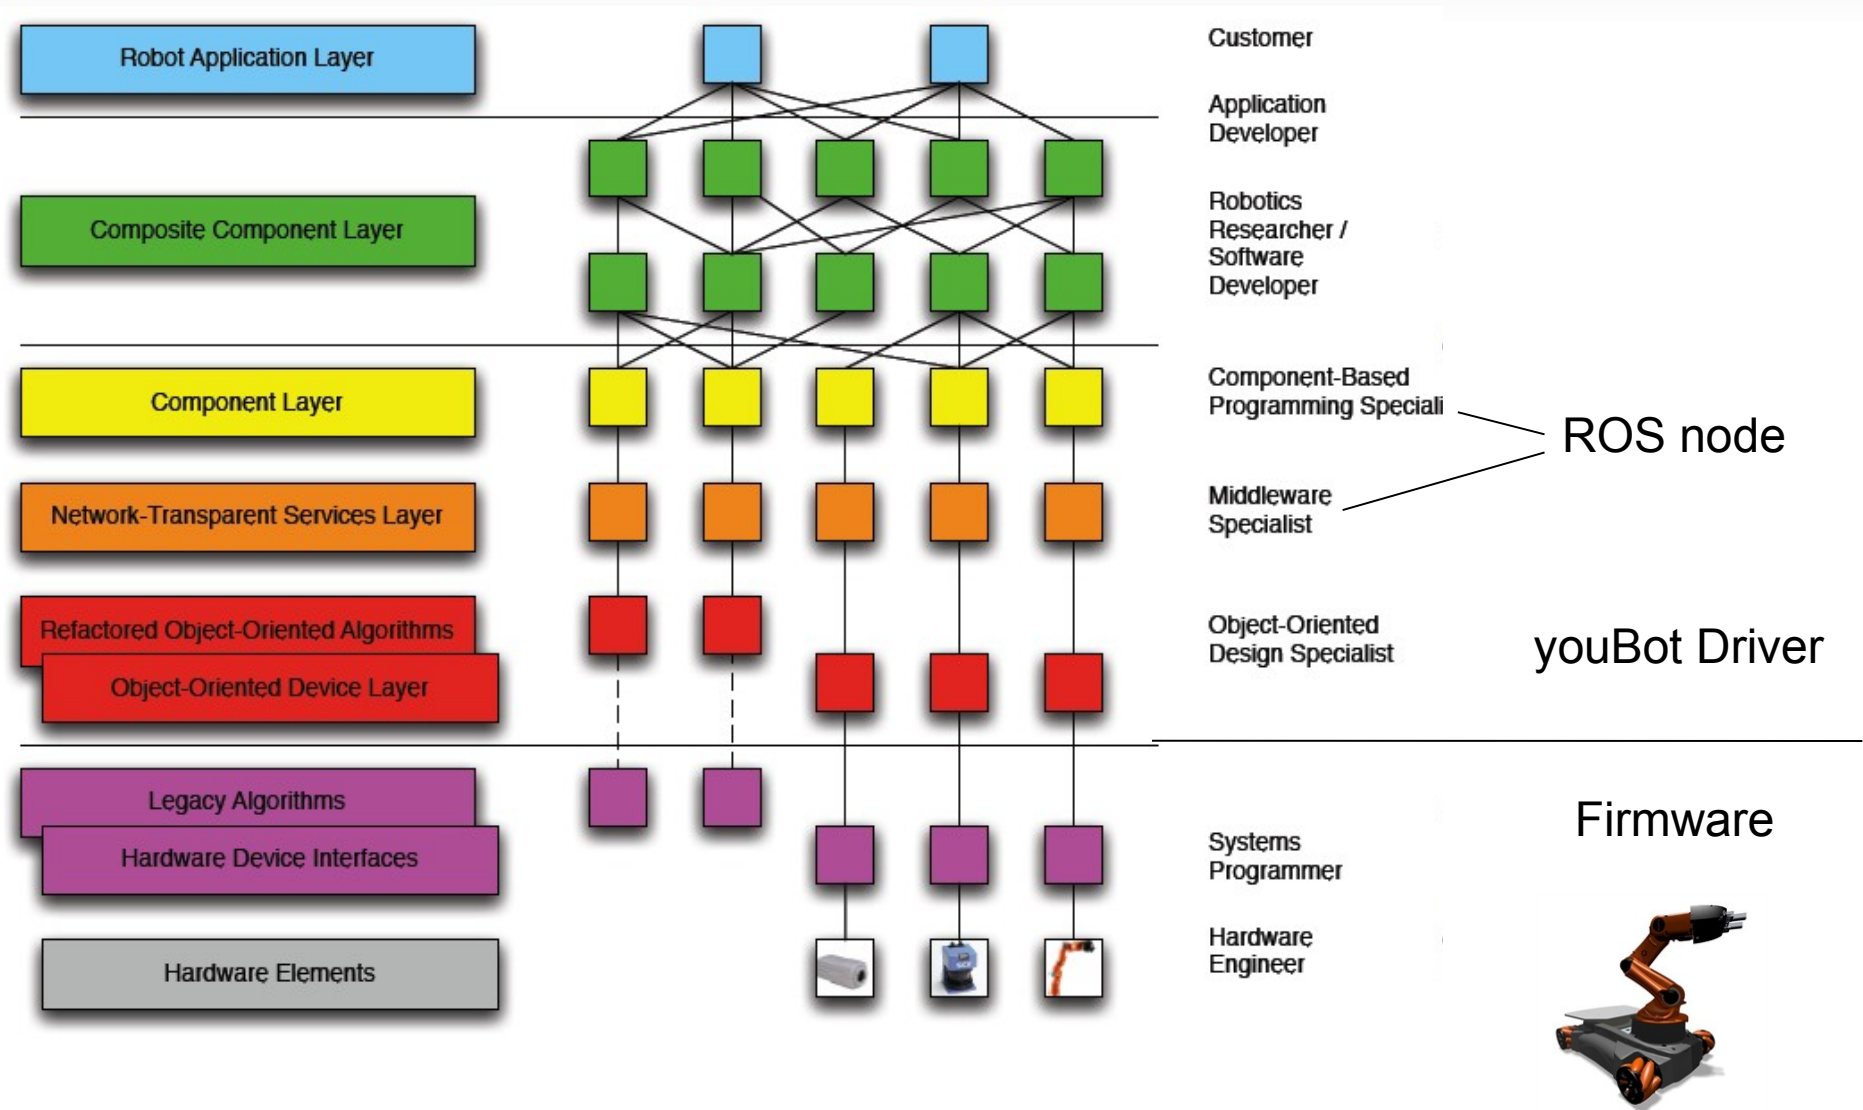 Robot Application Layer
Customer
Application
Developer
Composite Component Layer
Robotics
Researcher /
Software
Developer
Component Layer
Component-Based
Programming Speciali
ROS node
Network-Transparent Services Layer
Middleware
Specialist
Refactored Object-Oriented Algorithms
Object-Oriented Device Layer
Object-Oriented
Design Specialist
youBot Driver
Legacy Algorithms
Hardware Device Interfaces
Systems
Programmer
Firmware
Hardware Elements
Hardware
Engineer